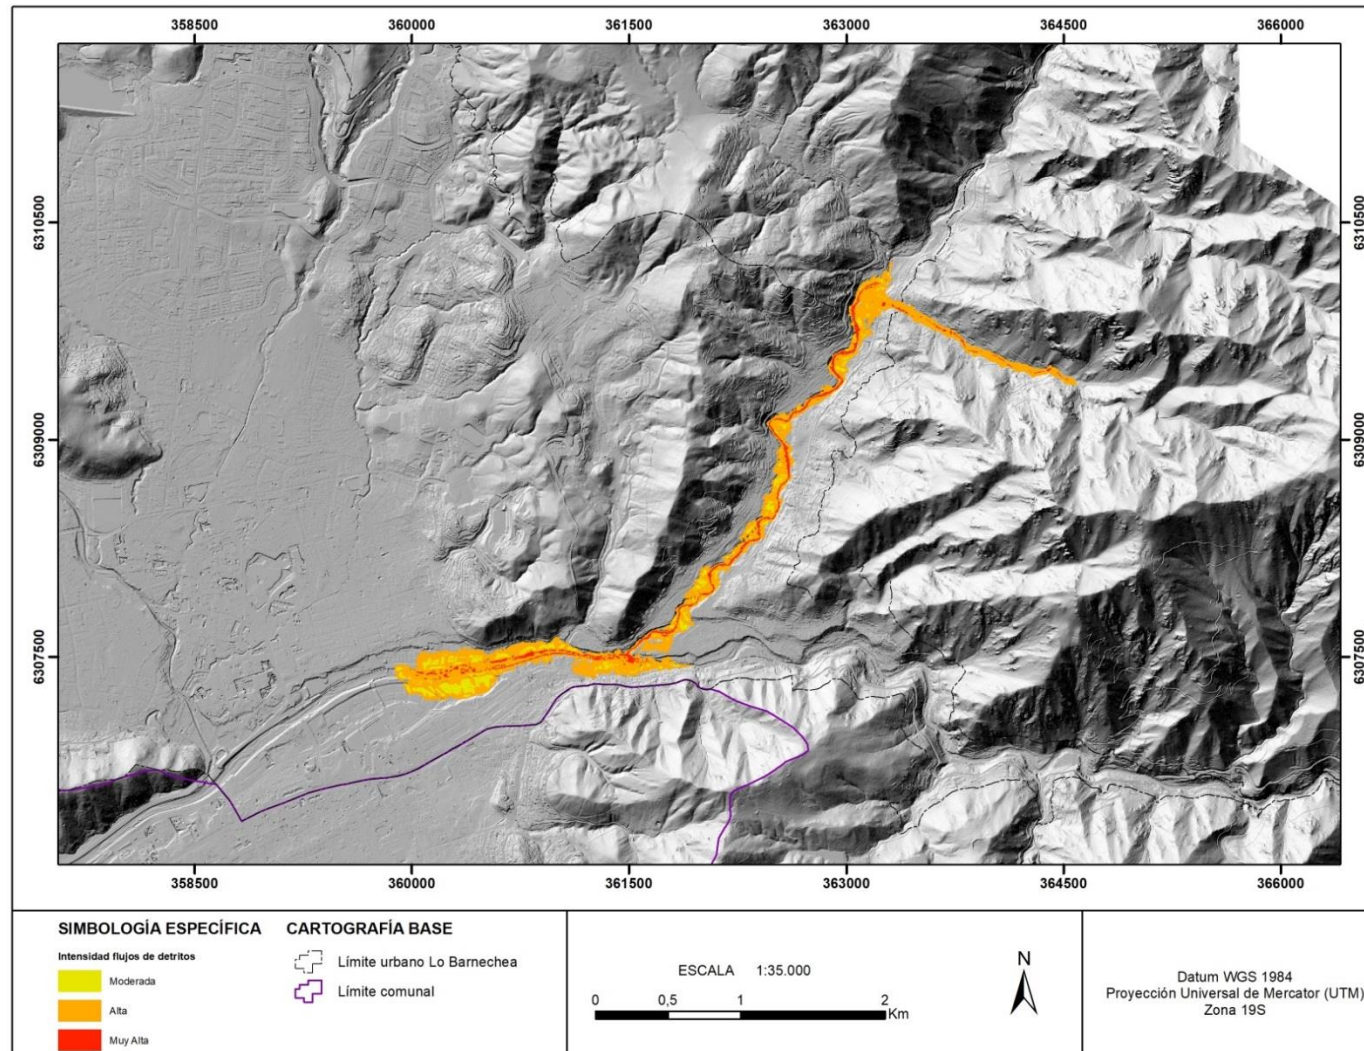 358500 360000 361500 363000 364500 366000
6310500 6310500
6309000 6309000
6307500 6307500
358500 360000 361500 363000 364500 366000
SIMBOLOGÍA ESPECÍFICA
Intensidad flujos de detritos
Moderada
Alta
Muy Alta
CARTOGRAFÍA BASE
Límite urbano Lo Barnechea
Límite comunal
ESCALA 1:35.000
0 0,5 1 2
Km
N
Datum WGS 1984
Proyección Universal de Mercator (UTM)
Zona 19S